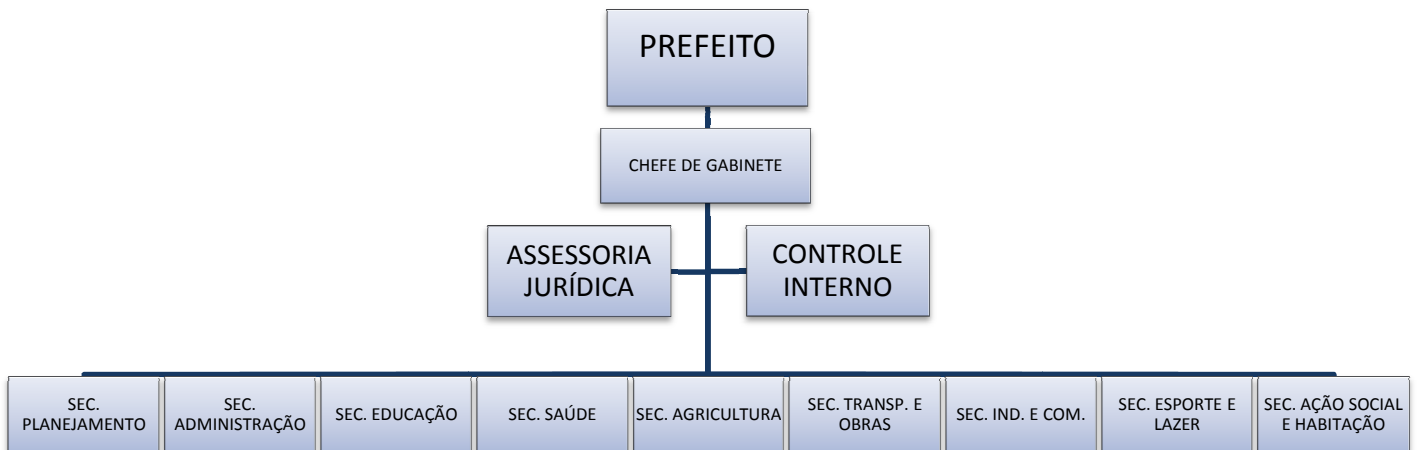 PREFEITO
CHEFE DE GABINETE
ASSESSORIA
JURÍDICA
CONTROLE
INTERNO
SEC.
PLANEJAMENTO
SEC.
ADMINISTRAÇÃO
SEC. EDUCAÇÃO
SEC. SAÚDE
SEC. AGRICULTURA
SEC. TRANSP. E
OBRAS
SEC. IND. E COM.
SEC. ESPORTE E
LAZER
SEC. AÇÃO SOCIAL
E HABITAÇÃO